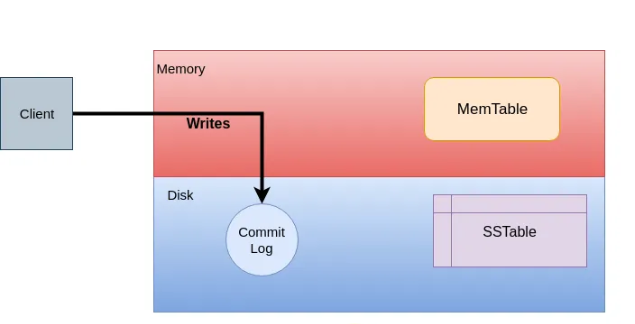 Memory
MemTable
Client
Writes
Disk
Commit
Log
SSTable